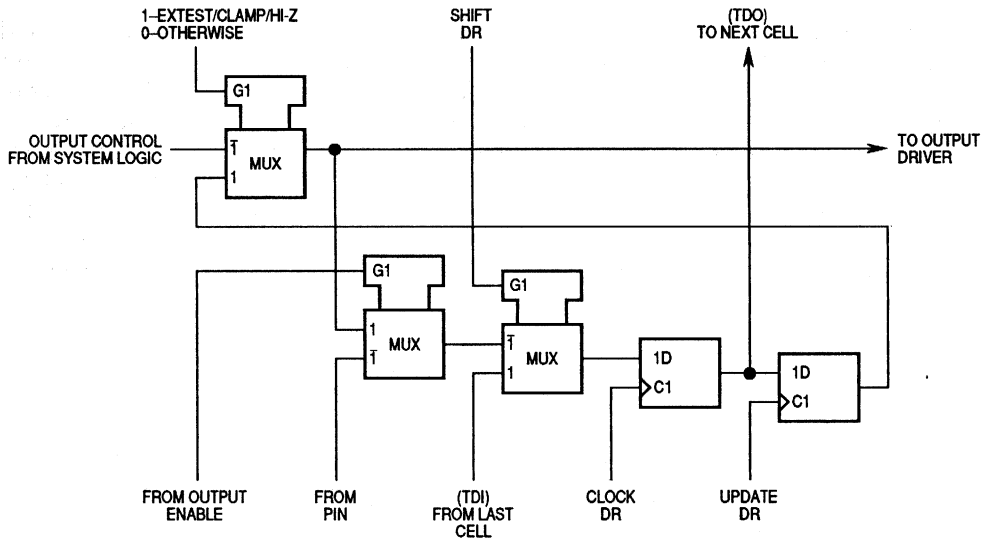 1–EXTEST/CLAMP/HI-Z
0–OTHERWISE
SHIFT
DR
(TDO)
TO NEXT CELL
G1
OUTPUT CONTROL
FROM SYSTEM LOGIC
1̅
1
MUX
TO OUTPUT
DRIVER
G1
1
1̅
MUX
G1
1̅
1
MUX
1D
C1
1D
C1
FROM OUTPUT
ENABLE
FROM
PIN
(TDI)
FROM LAST
CELL
CLOCK
DR
UPDATE
DR